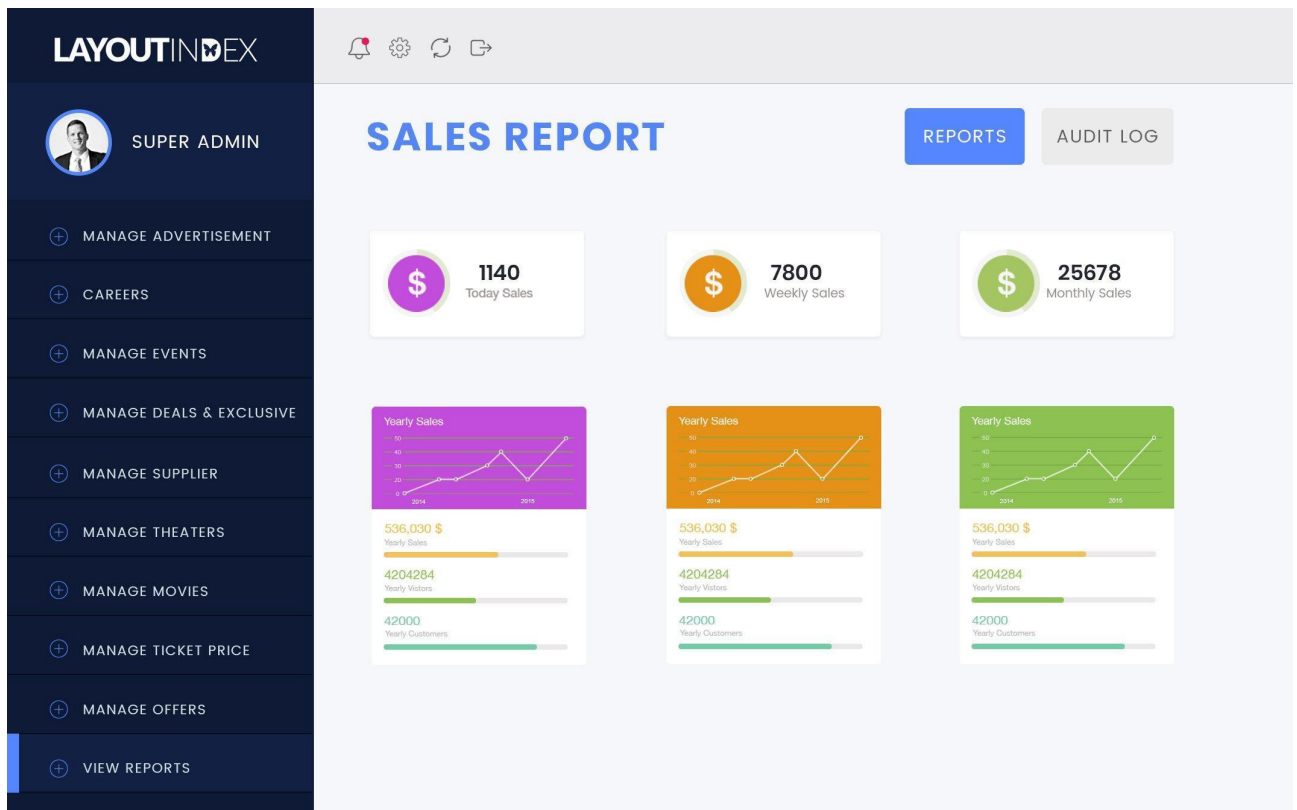 LAYOUTINDEX
SUPER ADMIN
MANAGE ADVERTISEMENT
CAREERS
MANAGE EVENTS
MANAGE DEALS & EXCLUSIVE
MANAGE SUPPLIER
MANAGE THEATERS
MANAGE MOVIES
MANAGE TICKET PRICE
MANAGE OFFERS
VIEW REPORTS
SALES REPORT
REPORTS
AUDIT LOG
$
1140
Today Sales
$
7800
Weekly Sales
$
25678
Monthly Sales
Yearly Sales
50
40
30
20
0
2014 2015
536,030 $
Yearly Sales
4204284
Yearly Vistors
42000
Yearly Customers
Yearly Sales
50
40
30
20
0
2014 2015
536,030 $
Yearly Sales
4204284
Yearly Vistors
42000
Yearly Customers
Yearly Sales
50
40
30
20
0
2014 2015
536,030 $
Yearly Sales
4204284
Yearly Vistors
42000
Yearly Customers